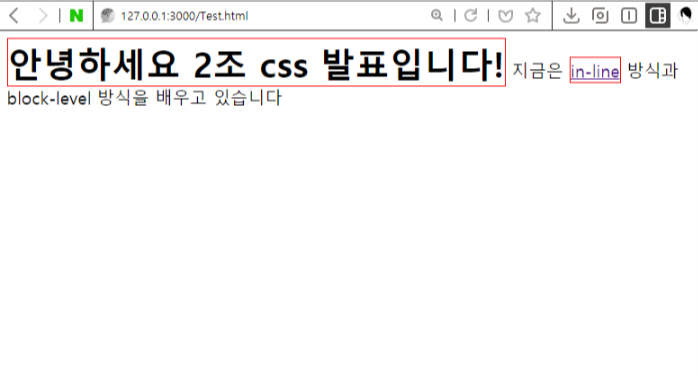 N 127.0.0.1:3000/Test.html
안녕하세요 2조 css 발표입니다! 지금은 in-line 방식과
block-level 방식을 배우고 있습니다